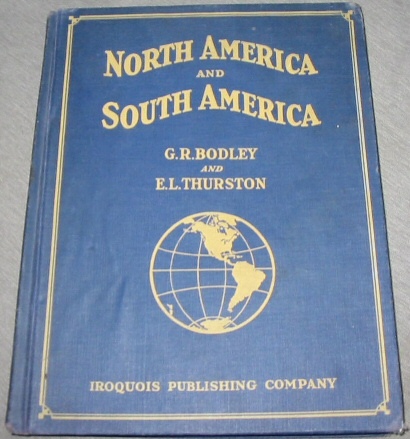 NORTH AMERICA
AND
SOUTH AMERICA
G.R.BODLEY
AND
E.L.THURSTON
IROQUOIS PUBLISHING COMPANY